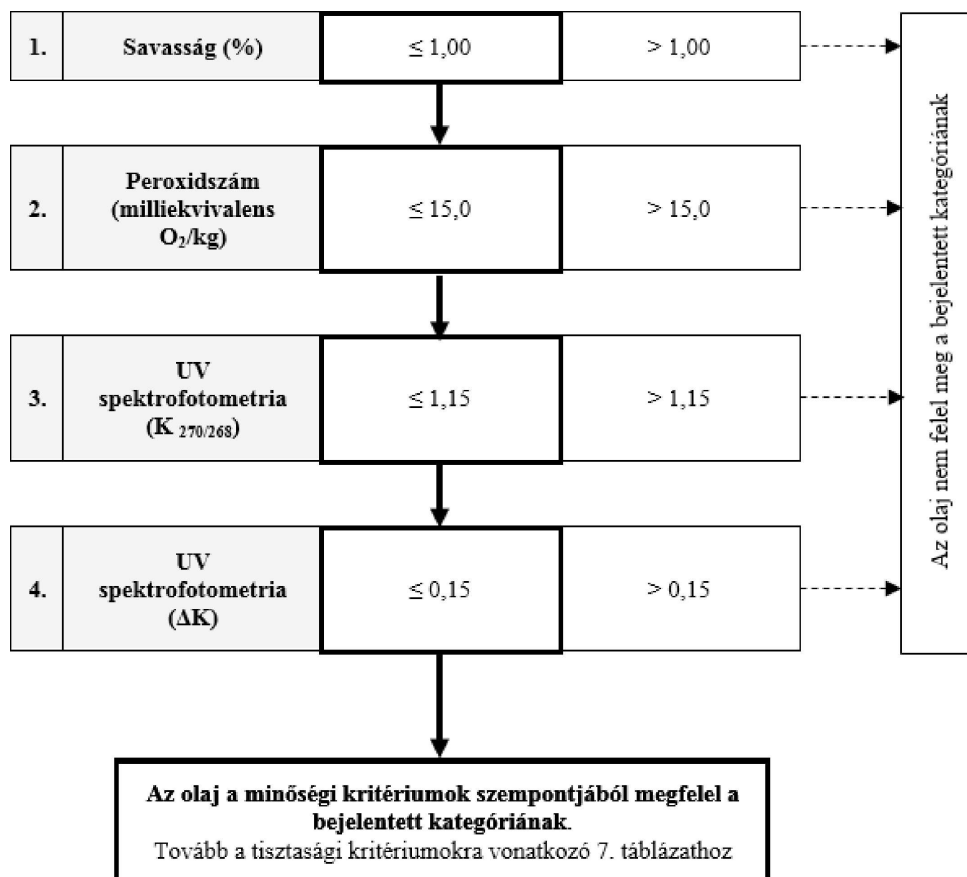 1. Savasság (%) ≤ 1,00 > 1,00
2. Peroxidszám
(milliekvivalens
O₂/kg)
≤ 15,0 > 15,0
3. UV
spektrofotometria
(K 270/268)
≤ 1,15 > 1,15
4. UV
spektrofotometria
(ΔK)
≤ 0,15 > 0,15
Az olaj nem felel meg a bejelentett kategóriának
Az olaj a minőségi kritériumok szempontjából megfelel a
bejelentett kategóriának.
Tovább a tisztasági kritériumokra vonatkozó 7. táblázathoz